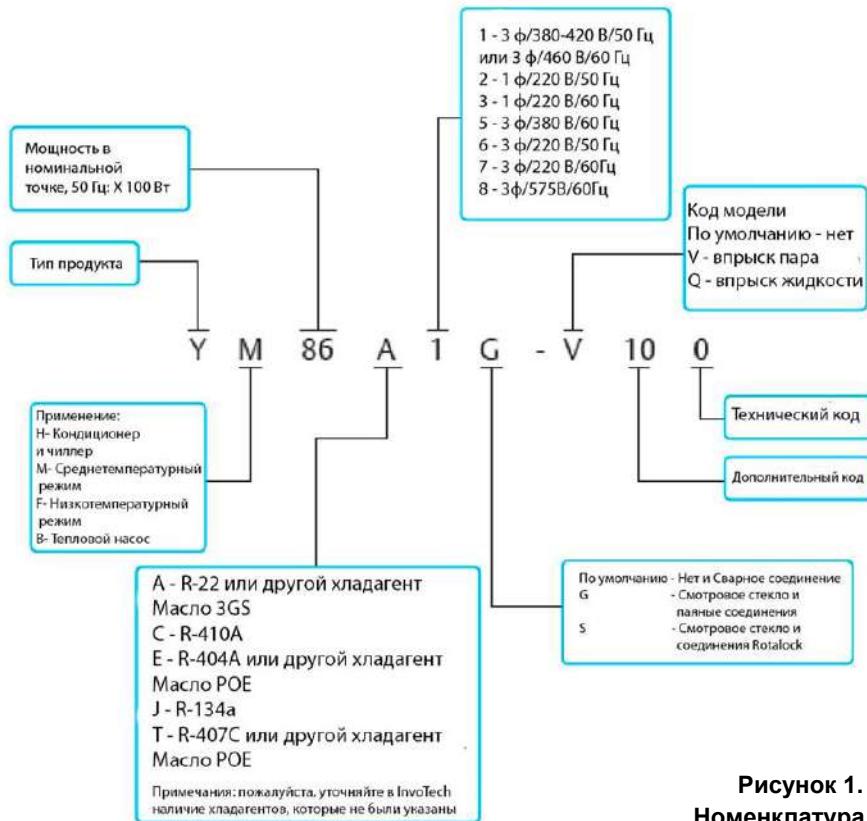 1 - 3 ф/380-420 В/50 Гц
или 3 ф/460 В/60 Гц
2 - 1 ф/220 В/50 Гц
3 - 1 ф/220 В/60 Гц
5 - 3 ф/380 В/60 Гц
6 - 3 ф/220 В/50 Гц
7 - 3 ф/220 В/60Гц
8 - 3ф/575В/60Гц
Мощность в
номинальной
точке, 50 Гц: X 100 Вт
Тип продукта
Код модели
По умолчанию - нет
V - впрыск пара
Q - впрыск жидкости
Y M 86 A 1 G - V 10 0
Применение:
Н- Кондиционер
и чиллер
М- Среднетемпературный
режим
F- Низкотемпературный
режим
В- Тепловой насос
Технический код
Дополнительный код
A - R-22 или другой хладагент
Масло 3GS
C - R-410A
E - R-404A или другой хладагент
Масло POE
J - R-134a
T - R-407C или другой хладагент
Масло POE
Примечания: пожалуйста, уточняйте в InvoTech
наличие хладагентов, которые не были указаны
По умолчанию - Нет и Сварное соединение
G - Смотровое стекло и
паяные соединения
S - Смотровое стекло и
соединения Rotalock
Рисунок 1.
Номенклатура